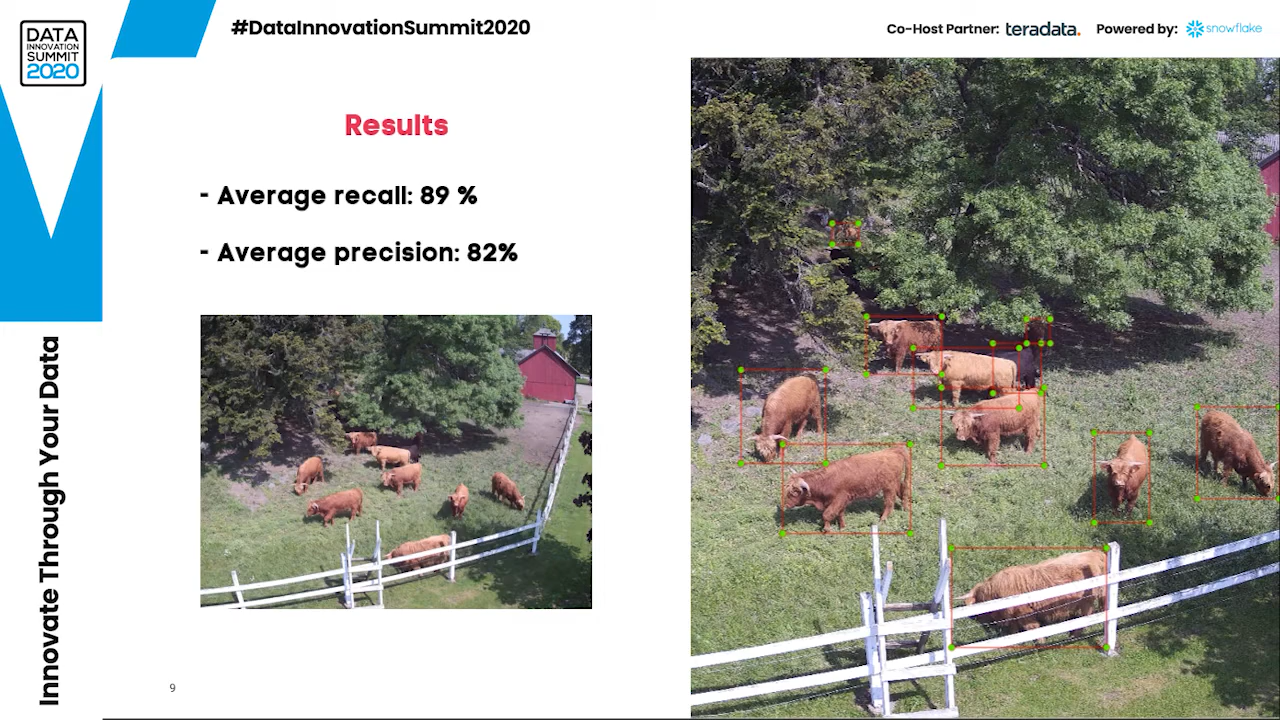 DATA
INNOVATION
SUMMIT
2020
#DataInnovationSummit2020
Co-Host Partner: teradata. Powered by: snowflake
Results
- Average recall: 89 %
- Average precision: 82%
Innovate Through Your Data
9